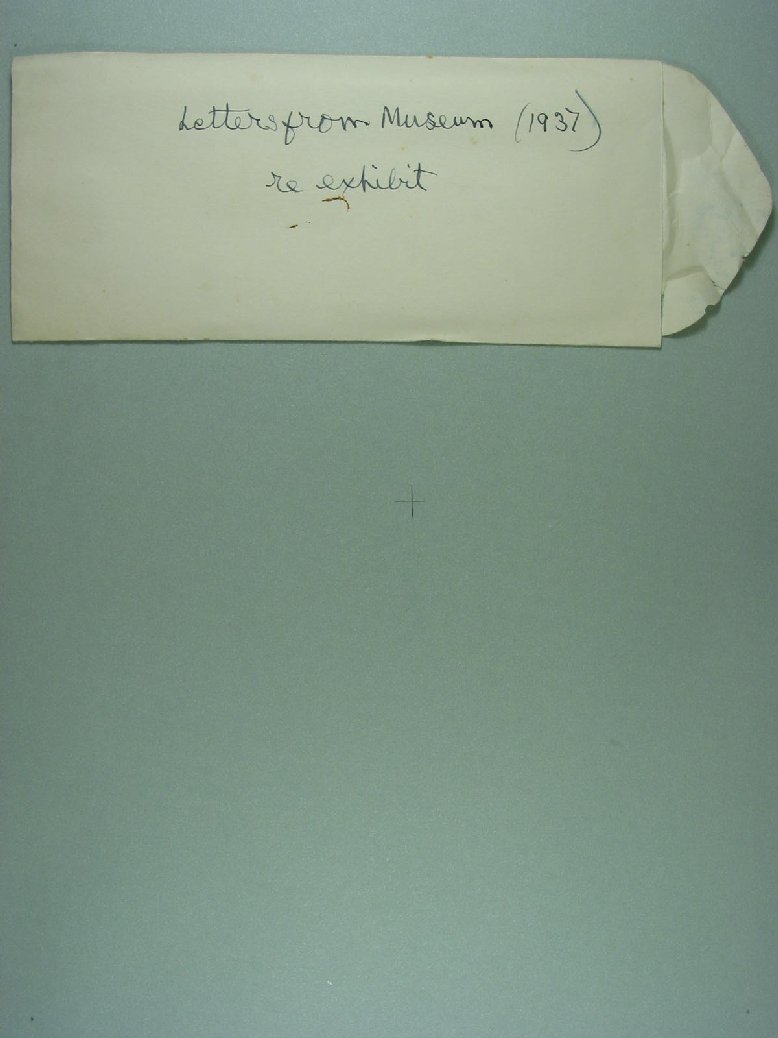 Letters from Museum (1937)
re exhibit